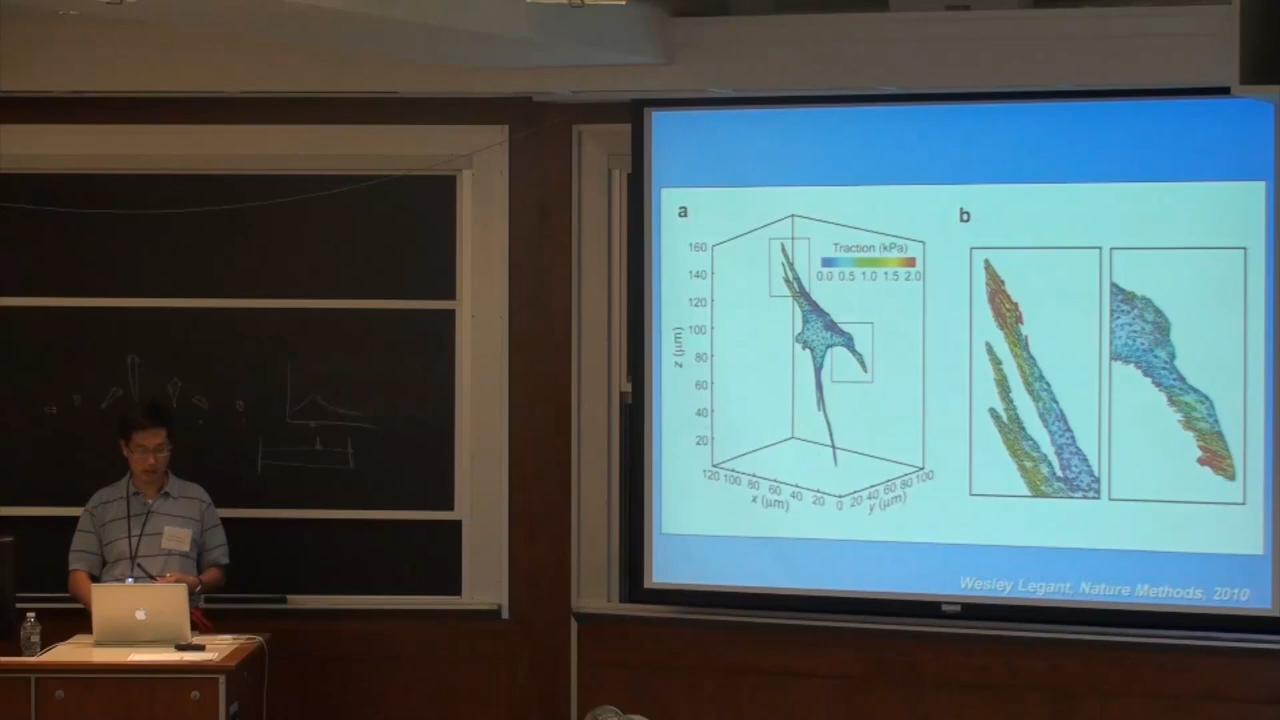 a
b
Traction (kPa)
0.0 0.5 1.0 1.5 2.0
160
140
120
100
80
60
40
20
z (μm)
120 100 80 60 40 20 0
x (μm)
20 40 60 80 100
y (μm)
Wesley Legant, Nature Methods, 2010